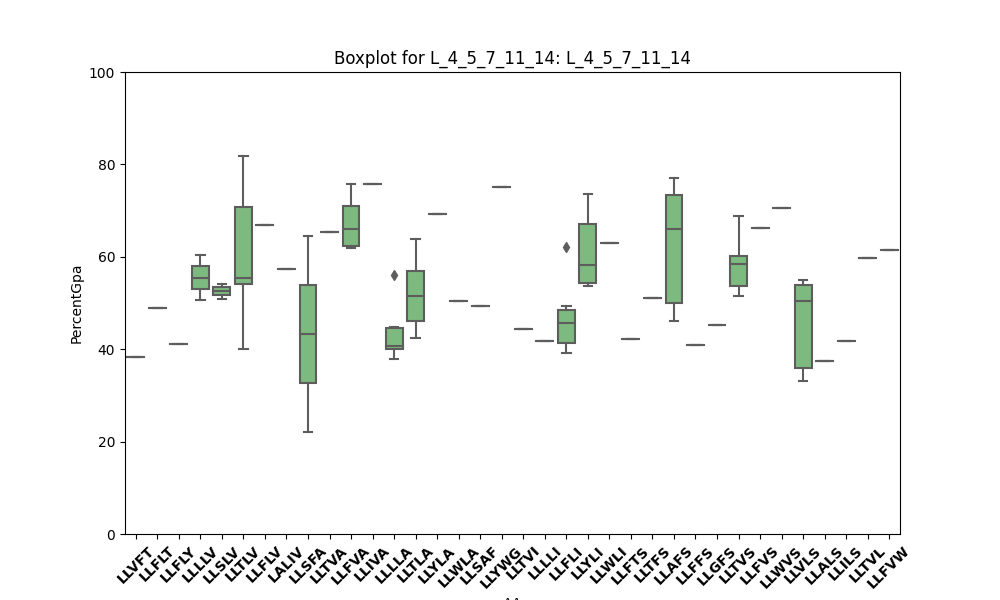 Boxplot for L_4_5_7_11_14: L_4_5_7_11_14
PercentGpa
100
80
60
40
20
0
LLVFT
LLFLT
LLFLY
LLLLV
LLSLV
LLTLV
LLFLV
LALIV
LLSFA
LLTVA
LLFVA
LLIVA
LLLLA
LLTLA
LLYLA
LLWLA
LLSAF
LLYWG
LLTVI
LLLLI
LLFLI
LLYLI
LLWLI
LLFTS
LLTFS
LLAFS
LLFFS
LLGFS
LLTVS
LLFVS
LLWVS
LLVLS
LLALS
LLILS
LLTVL
LLFVW